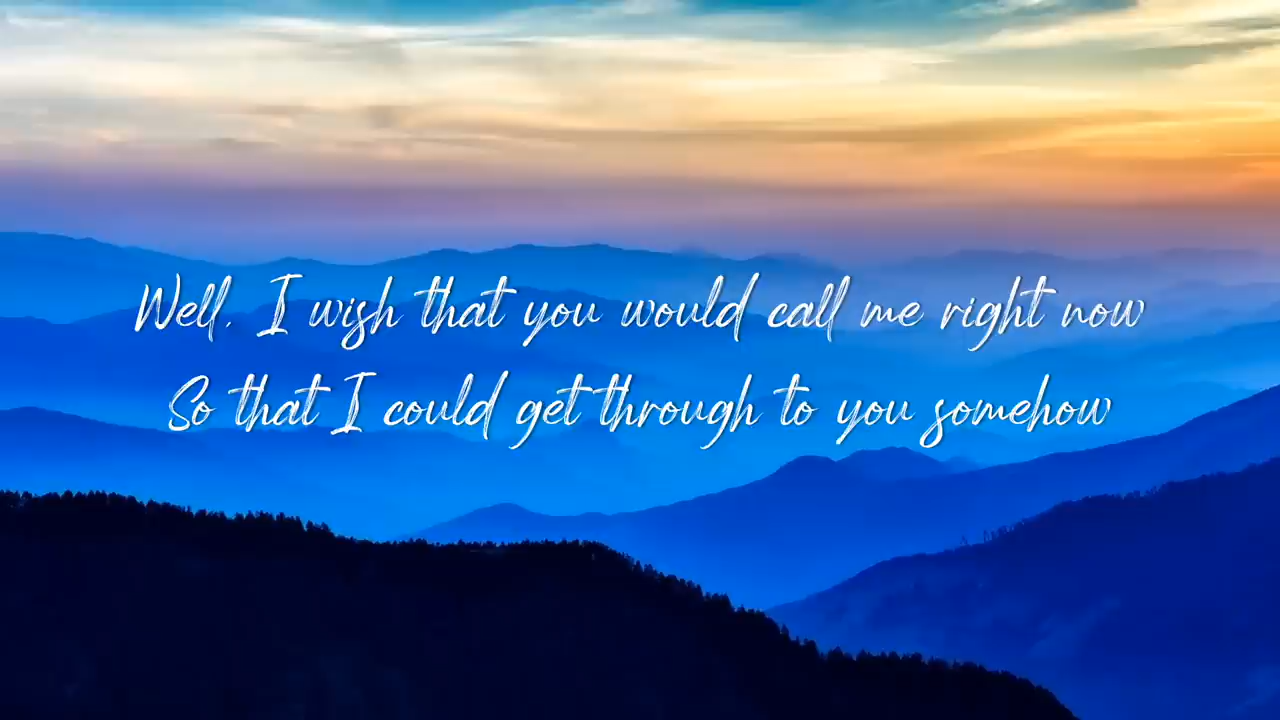 Well, I wish that you would call me right now
So that I could get through to you somehow